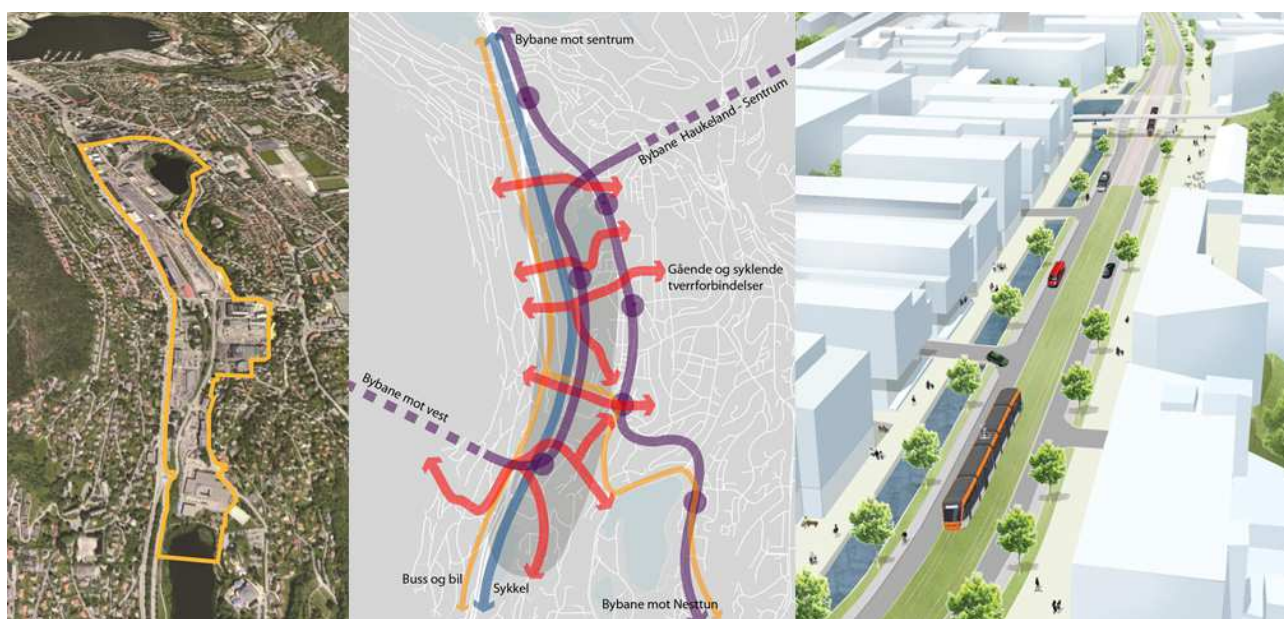 Bybane mot sentrum
Bybane Haukeland - Sentrum
Gående og syklende
tverrforbindelser
Bybane mot vest
Buss og bil
Sykkel
Bybane mot Nesttun